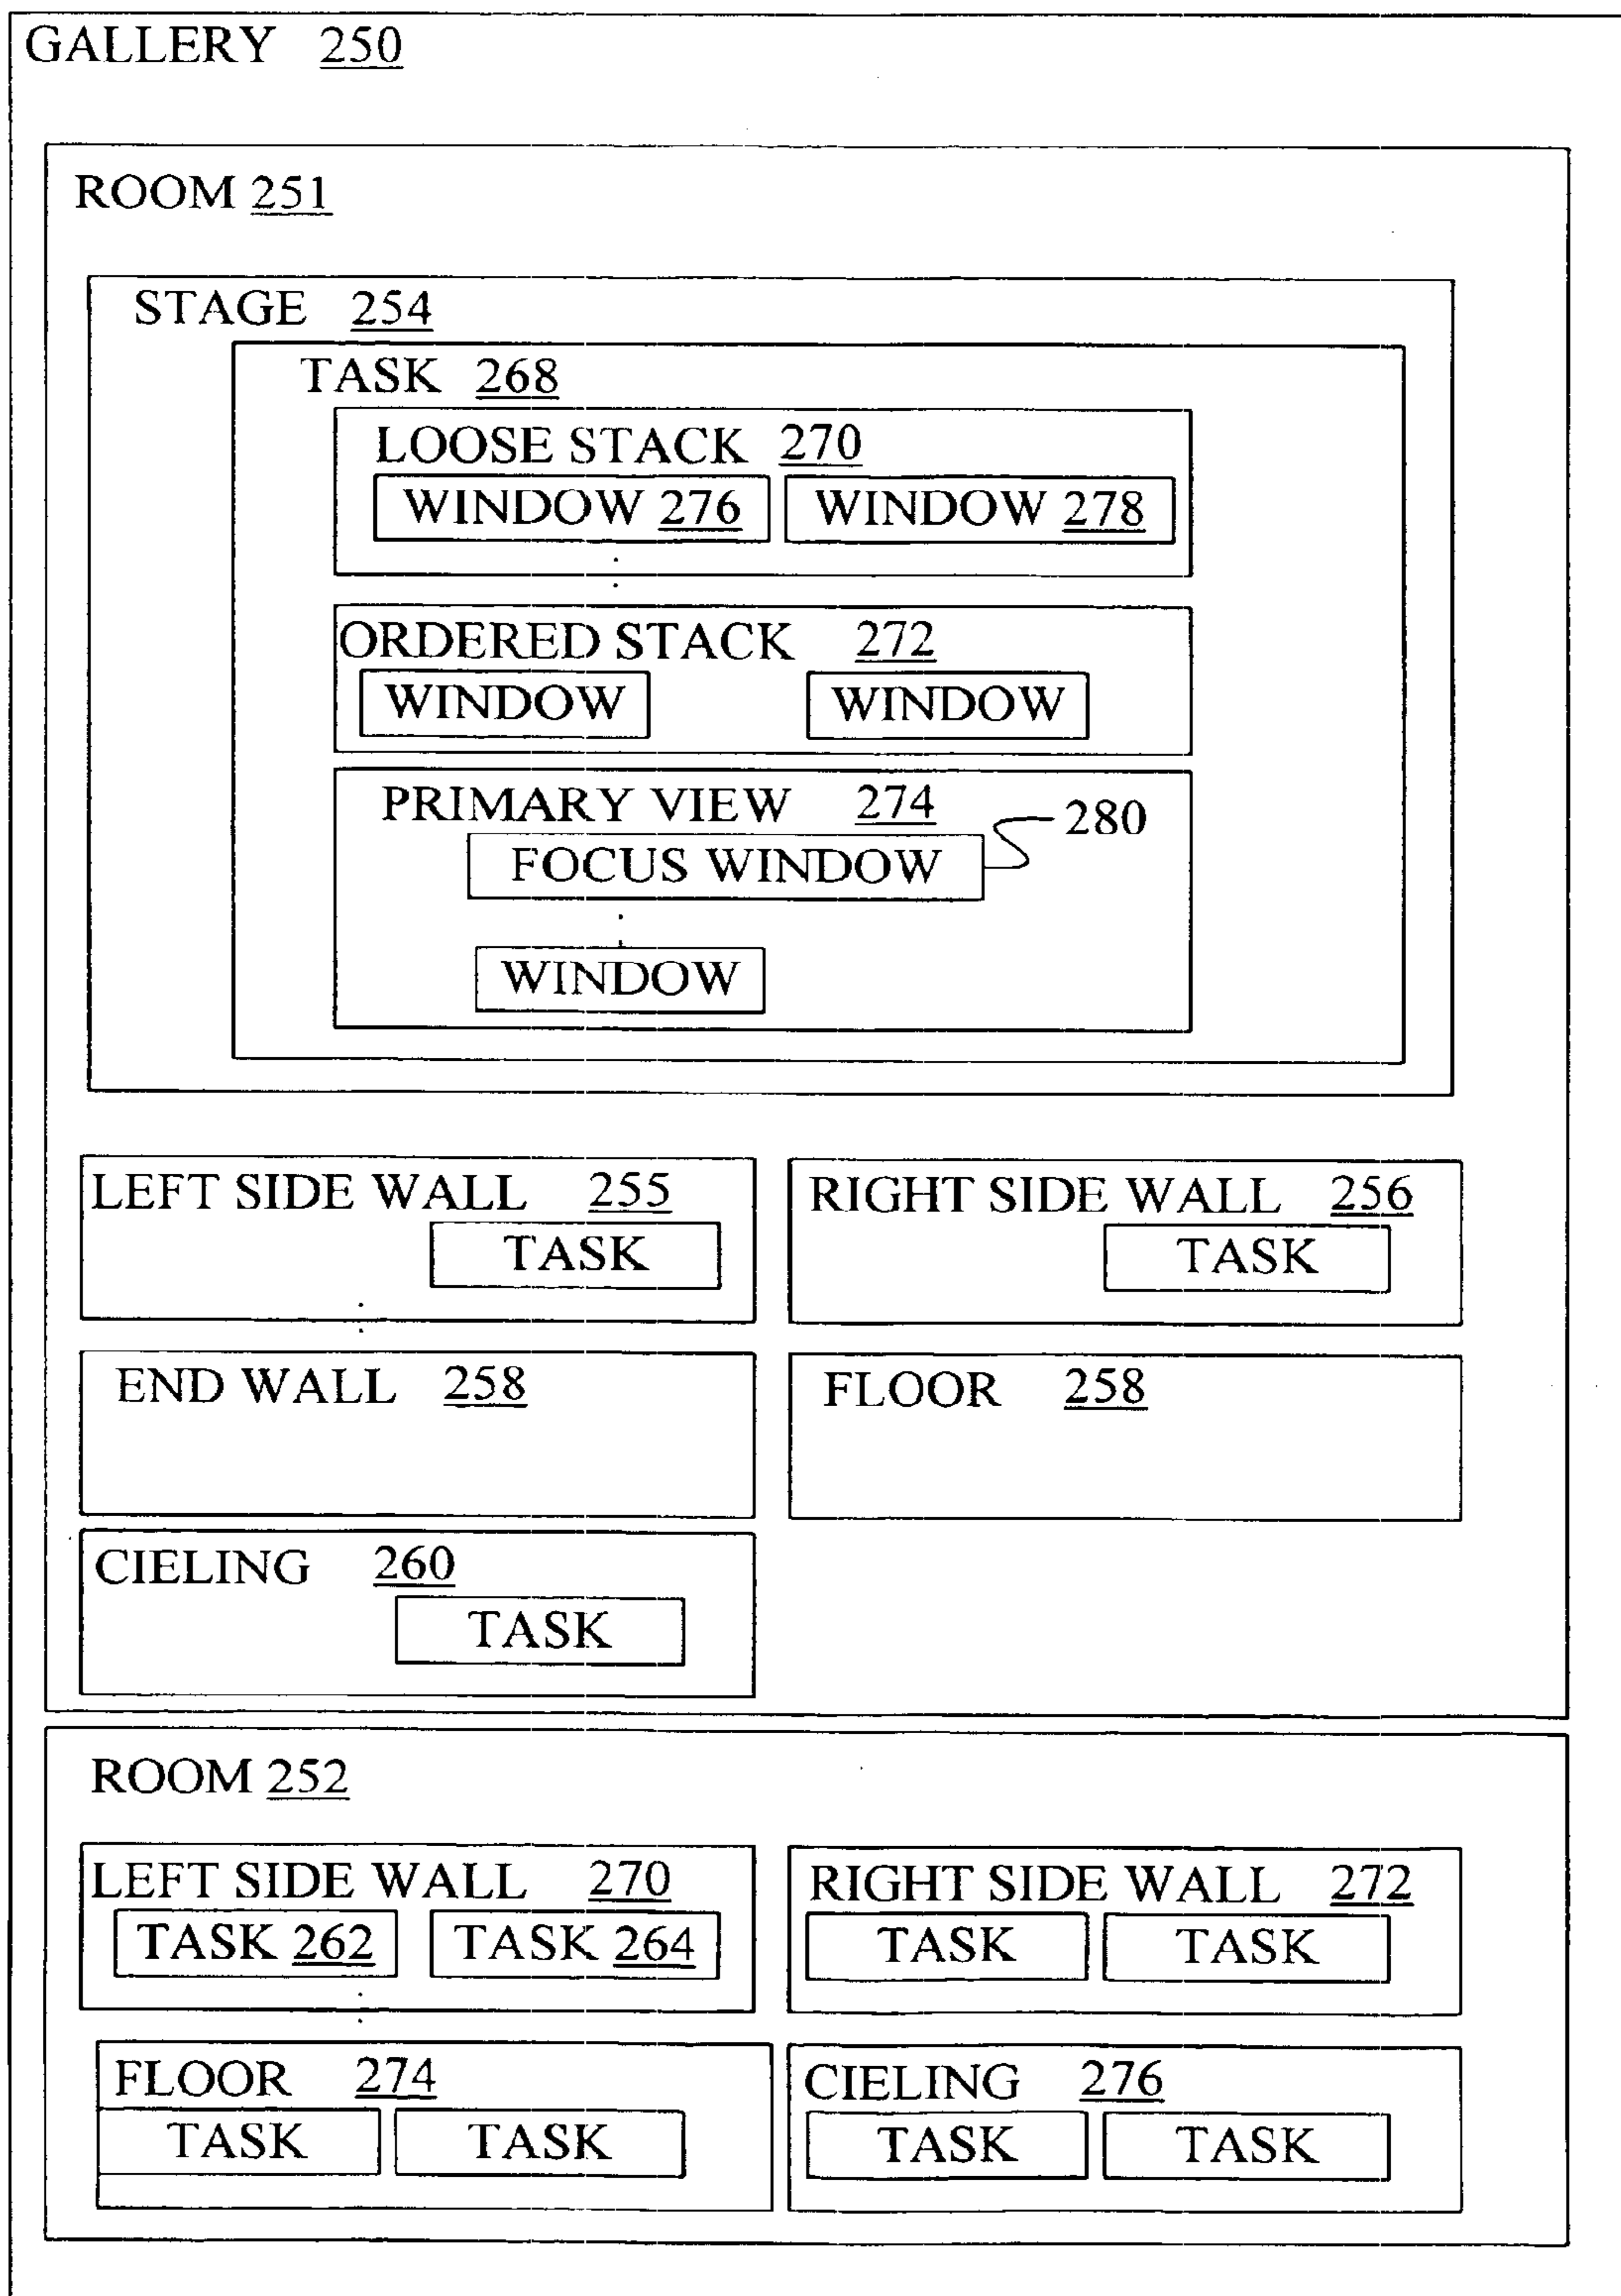 GALLERY 250
ROOM 251
STAGE 254
TASK 268
LOOSE STACK 270
WINDOW 276 WINDOW 278
ORDERED STACK 272
WINDOW WINDOW
PRIMARY VIEW 274 280
FOCUS WINDOW
WINDOW
LEFT SIDE WALL 255 RIGHT SIDE WALL 256
TASK TASK
END WALL 258 FLOOR 258
CIELING 260
TASK
ROOM 252
LEFT SIDE WALL 270 RIGHT SIDE WALL 272
TASK 262 TASK 264 TASK TASK
FLOOR 274 CIELING 276
TASK TASK TASK TASK